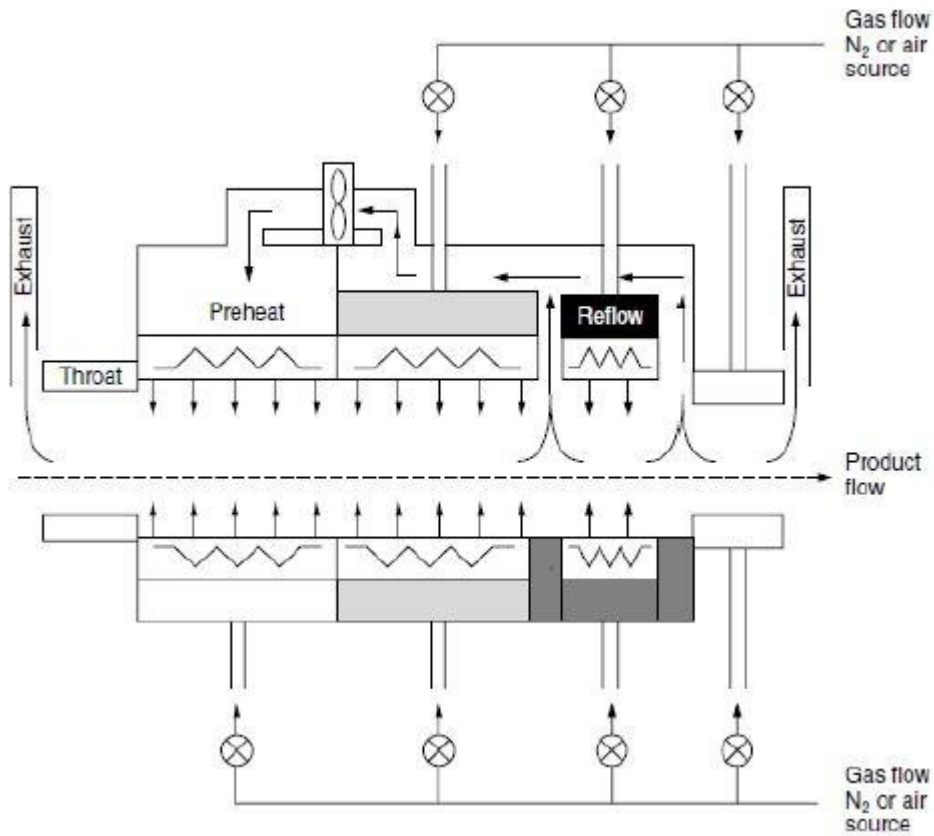 Gas flow
N₂ or air
source
Exhaust
Exhaust
Preheat
Reflow
Throat
Product
flow
Gas flow
N₂ or air
source